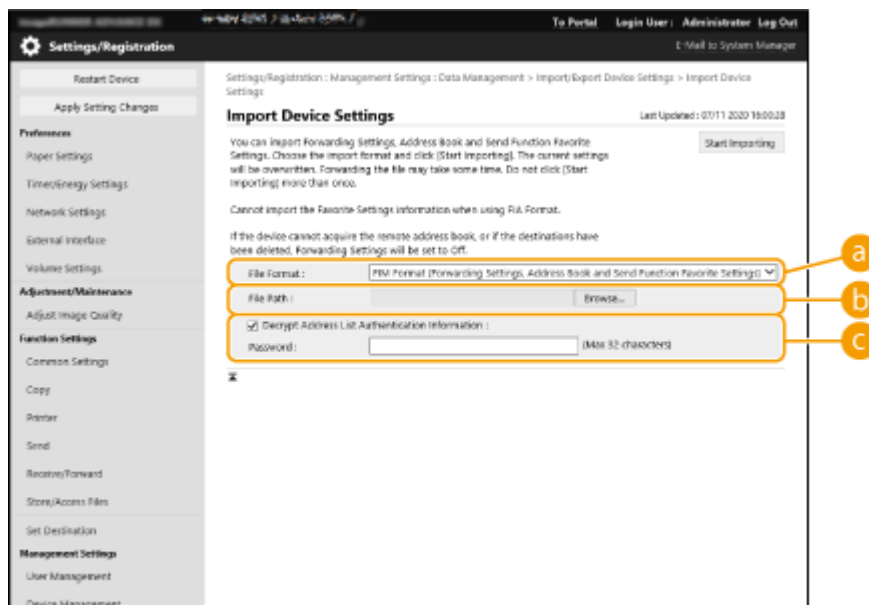 To Portal Login User: Administrator Log Out
Settings/Registration
E-Mail to System Manager
Restart Device
Apply Setting Changes
Preferences
Paper Settings
Timer/Energy Settings
Network Settings
External Interface
Volume Settings
Adjustment/Maintenance
Adjust Image Quality
Function Settings
Common Settings
Copy
Printer
Send
Receive/Forward
Store/Access Files
Set Destination
Management Settings
User Management
Device Management
Settings/Registration : Management Settings : Data Management > Import/Export Device Settings > Import Device
Settings
Import Device Settings
Last Updated : 07/11 2020 16:00:28
Start Importing
You can import Forwarding Settings, Address Book and Send Function Favorite
Settings. Choose the import format and click [Start Importing]. The current settings
will be overwritten. Forwarding the file may take some time. Do not click [Start
Importing] more than once.
Cannot import the Favorite Settings information when using FIA Format.
If the device cannot acquire the remote address book, or if the destinations have
been deleted, Forwarding Settings will be set to Off.
File Format :
FIM Format (Forwarding Settings, Address Book and Send Function Favorite Settings)
a
File Path :
Browse...
b
Decrypt Address List Authentication Information :
Password :
(Max 32 characters)
c